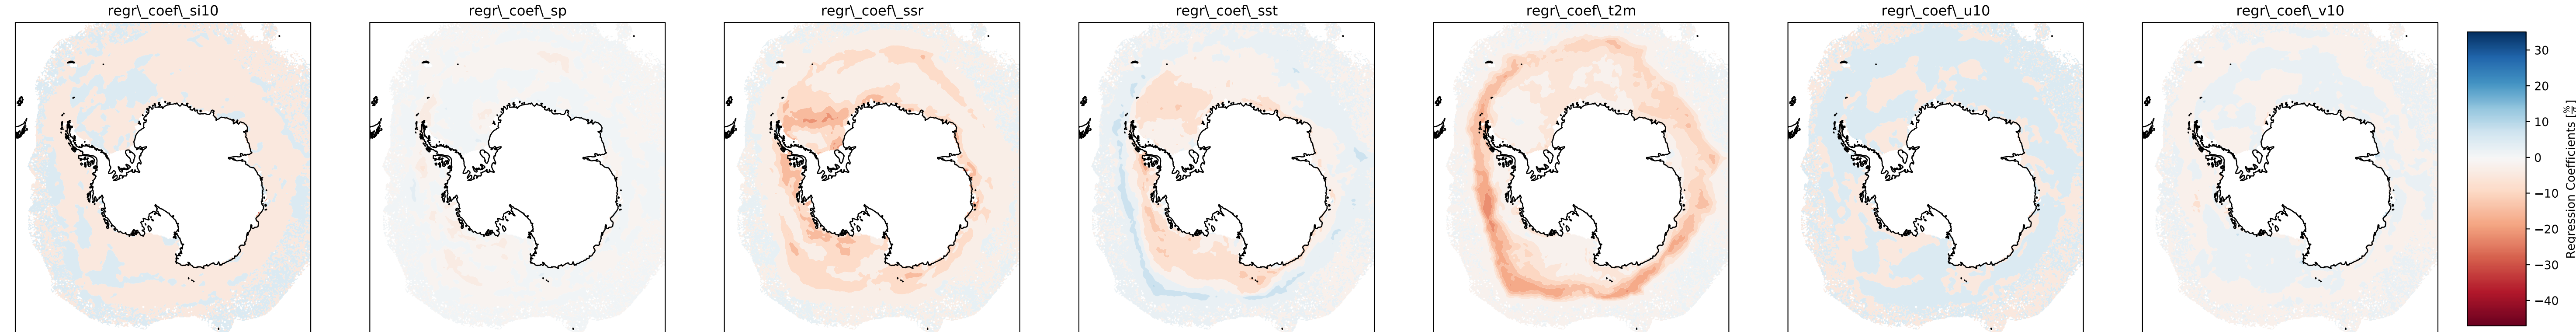 regr\_coef\_si10
regr\_coef\_sp
regr\_coef\_ssr
regr\_coef\_sst
regr\_coef\_t2m
regr\_coef\_u10
regr\_coef\_v10
30
20
10
0
−10
−20
−30
−40
Regression Coefficients [